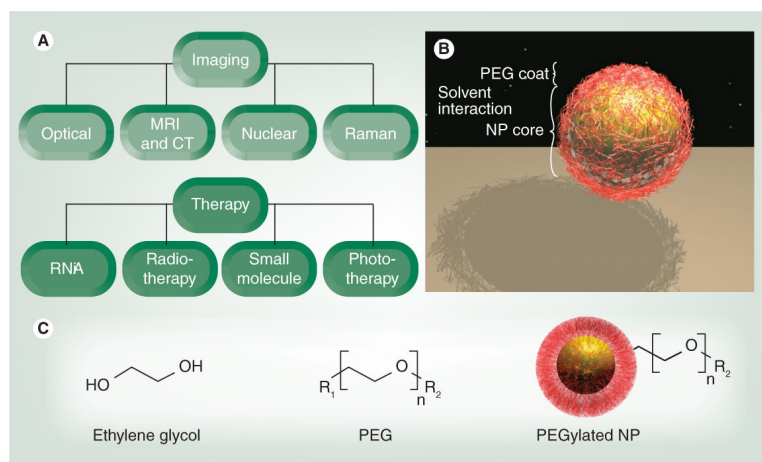 A
Imaging
Optical
MRI
and CT
Nuclear
Raman
Therapy
RNiA
Radio-
therapy
Small
molecule
Photo-
therapy
B
PEG coat
Solvent
interaction
NP core
C
HO
OH
Ethylene glycol
R1
O
n
R2
PEG
O
n
R2
PEGylated NP